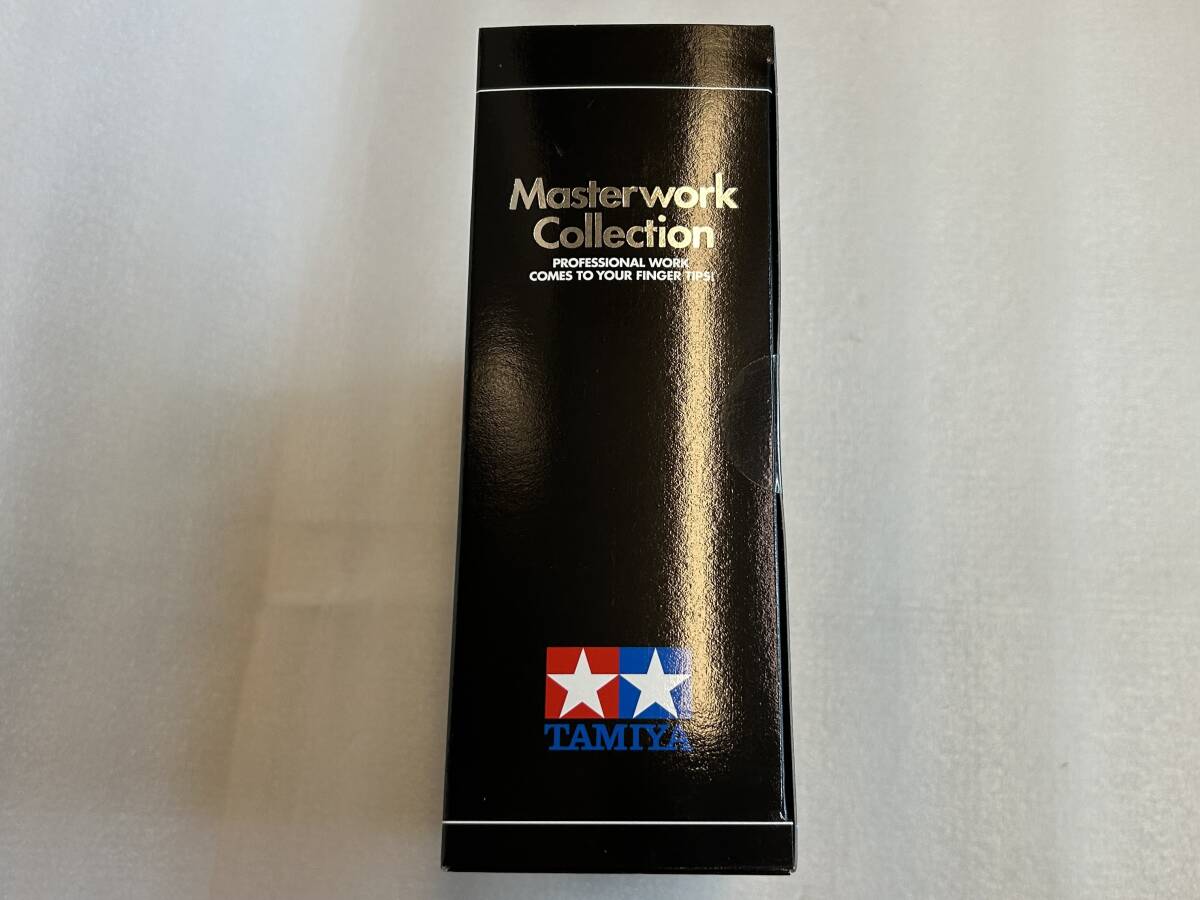 Masterwork
Collection
PROFESSIONAL WORK
COMES TO YOUR FINGER TIPS!
TAMIYA